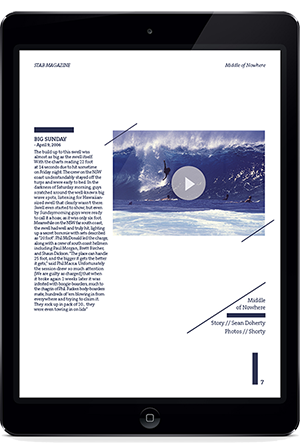 STAB MAGAZINE
Middle of Nowhere
BIG SUNDAY
- April 9, 2006
The build up to this swell was
almost as big as the swell itself.
With the charts reading 22 foot
at 14 seconds due to hit sometime
on Friday night. The crew on the NSW
coast understandably stayed off the
turps and were early to bed. In the
darkness of Saturday morning, guys
scratched around the well-known big
wave spots, listening for Hawaiian-
sized swell that clearly wasn't there.
Swell even started to show, but even
by Sunday morning guys were ready
to call it a hoax, as it was only six foot.
Meanwhile on the NSW far south coast,
the swell had well and truly hit, lighting
up a secret bommie with sets described
as "20 foot". Phil McDonald led the charge,
along with a crew of south coast hellmen
including Paul Morgan, Brett Burcher,
and Shaun Dickson. "The place can handle
25 foot, and the bigger it gets the better
it gets," said Phil Macca. Unfortunately
the session drew so much attention
(We are guilty as charged) that when
it broke again 2 weeks later it was
infested with boogie-boarders, much to
the chagrin of Phil. Fucken body-boarders
mate, hundreds of 'em blowing in from
everywhere and trying to claim it.
They rock up in pack of 30... they
were even towing in on lids"
Middle
of Nowhere
Story // Sean Doherty
Photos // Shorty
7